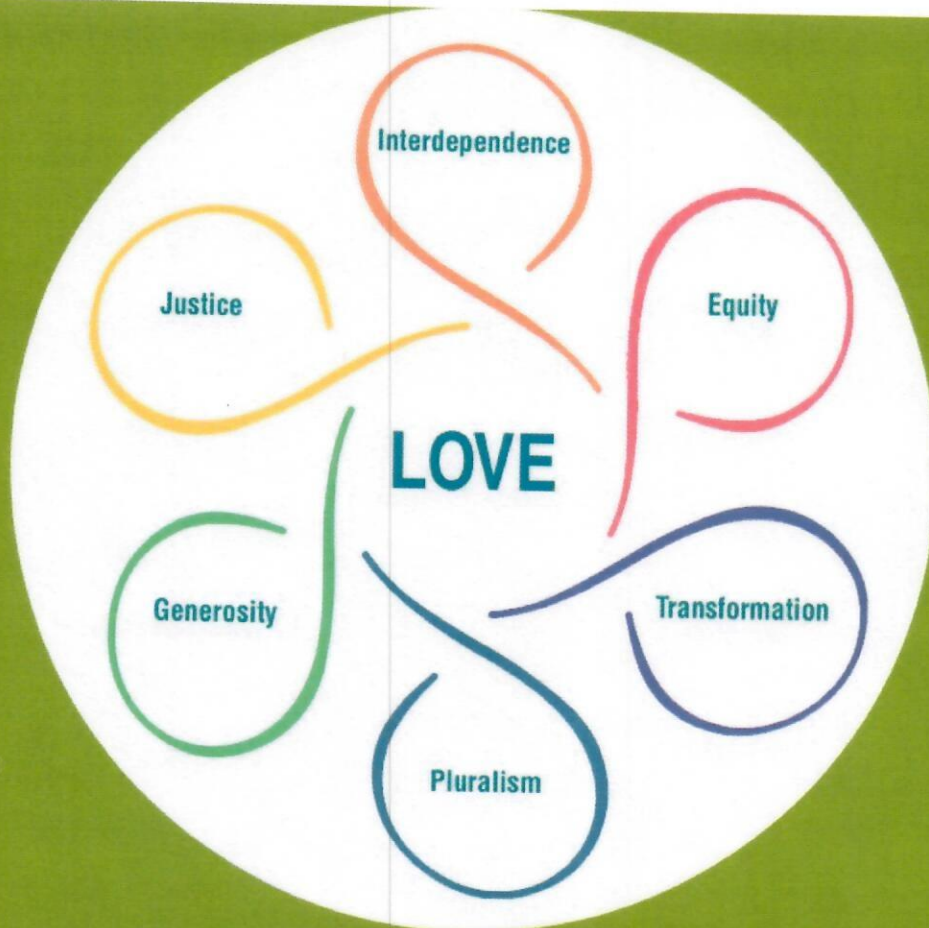 Interdependence
Justice
Equity
LOVE
Generosity
Transformation
Pluralism